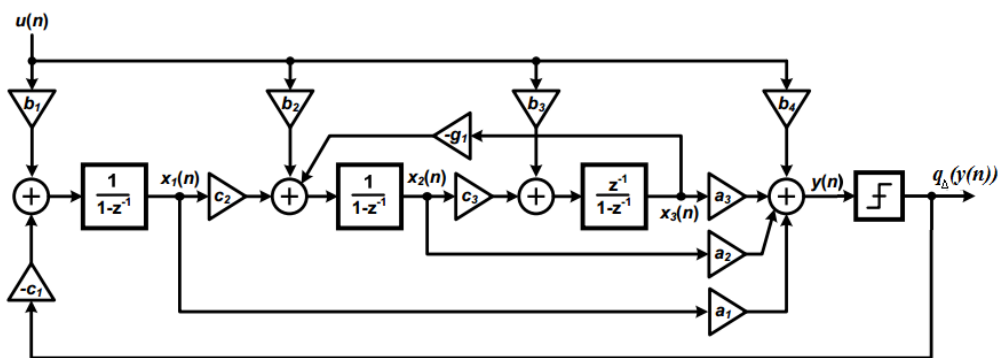 u(n)
b1
b2
b3
b4
-g1
1
1-z-1
x1(n)
c2
1
1-z-1
x2(n)
c3
z-1
1-z-1
x3(n)
a3
y(n)
qΔ(y(n))
a2
-c1
a1